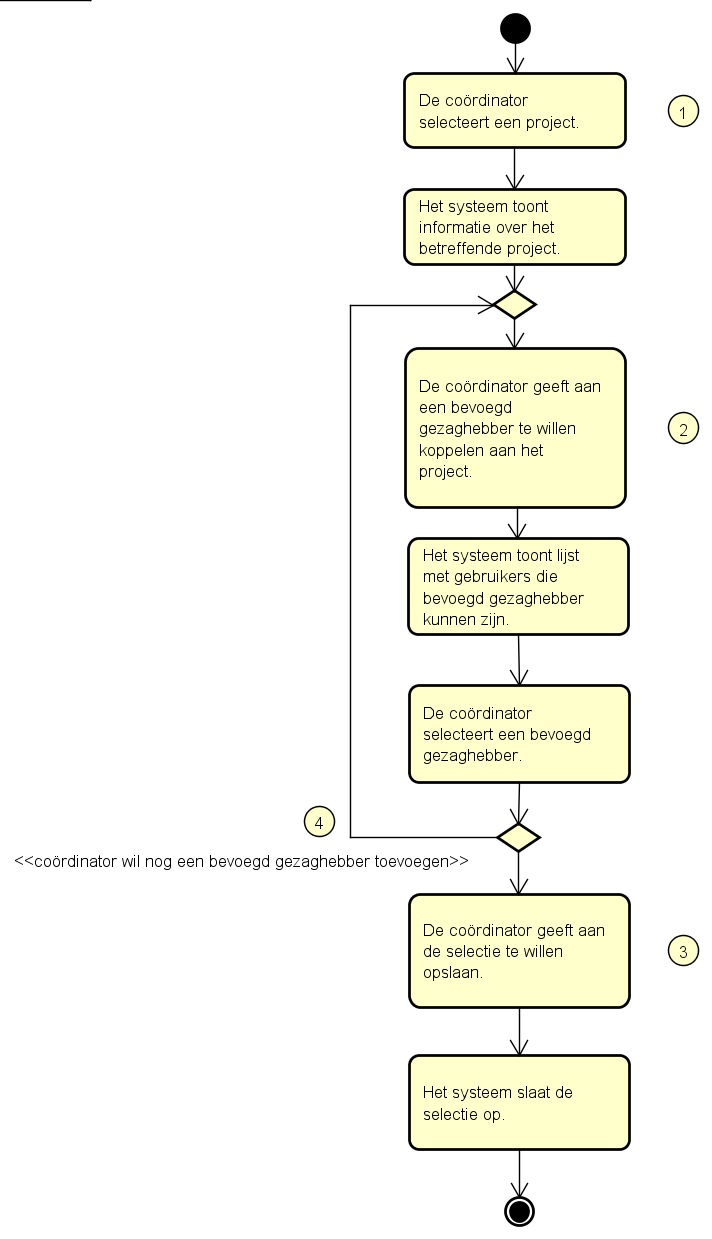 De coördinator
selecteert een project.
1
Het systeem toont
informatie over het
betreffende project.
De coördinator geeft aan
een bevoegd
gezaghebber te willen
koppelen aan het
project.
2
Het systeem toont lijst
met gebruikers die
bevoegd gezaghebber
kunnen zijn.
De coördinator
selecteert een bevoegd
gezaghebber.
4
<<coördinator wil nog een bevoegd gezaghebber toevoegen>>
De coördinator geeft aan
de selectie te willen
opslaan.
3
Het systeem slaat de
selectie op.